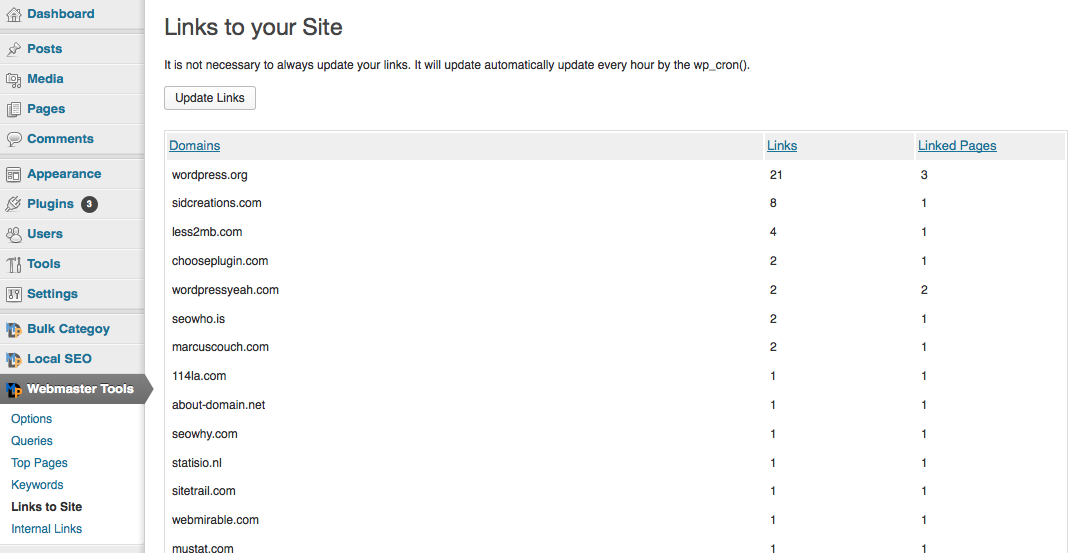 Dashboard
Posts
Media
Pages
Comments
Appearance
Plugins 3
Users
Tools
Settings
Bulk Categoy
Local SEO
Webmaster Tools
Options
Queries
Top Pages
Keywords
Links to Site
Internal Links
Links to your Site
It is not necessary to always update your links. It will update automatically update every hour by the wp_cron().
Update Links
Domains Links Linked Pages
wordpress.org 21 3
sidcreations.com 8 1
less2mb.com 4 1
chooseplugin.com 2 1
wordpressyeah.com 2 2
seowho.is 2 1
marcuscouch.com 2 1
114la.com 1 1
about-domain.net 1 1
seowhy.com 1 1
statisio.nl 1 1
sitetrail.com 1 1
webmirable.com 1 1
mustat.com 1 1